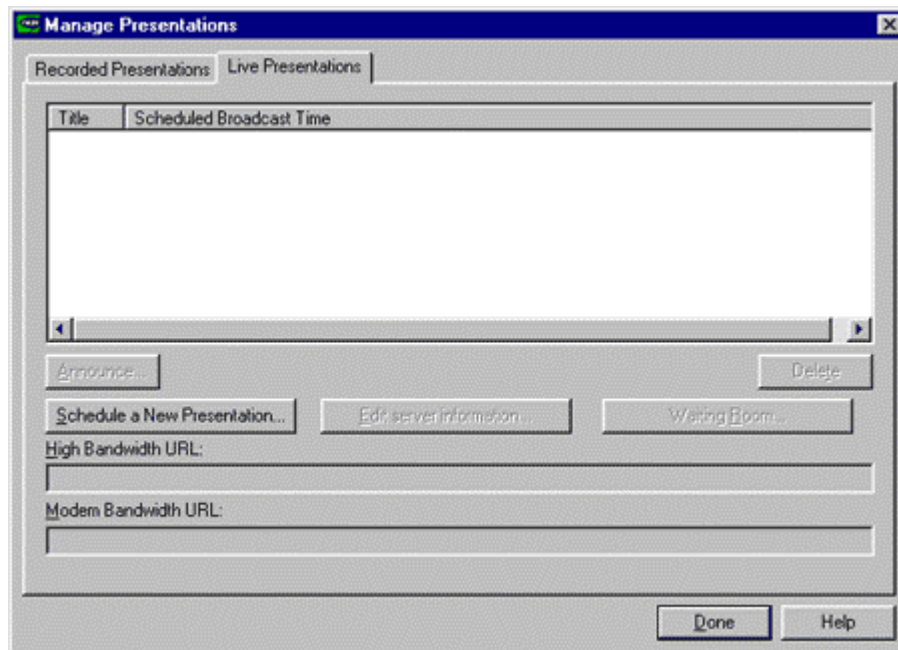 Manage Presentations
Recorded Presentations Live Presentations
Title Scheduled Broadcast Time
Announce... Delete
Schedule a New Presentation... Edit server information... Waiting Room...
High Bandwidth URL:
Modem Bandwidth URL:
Done Help